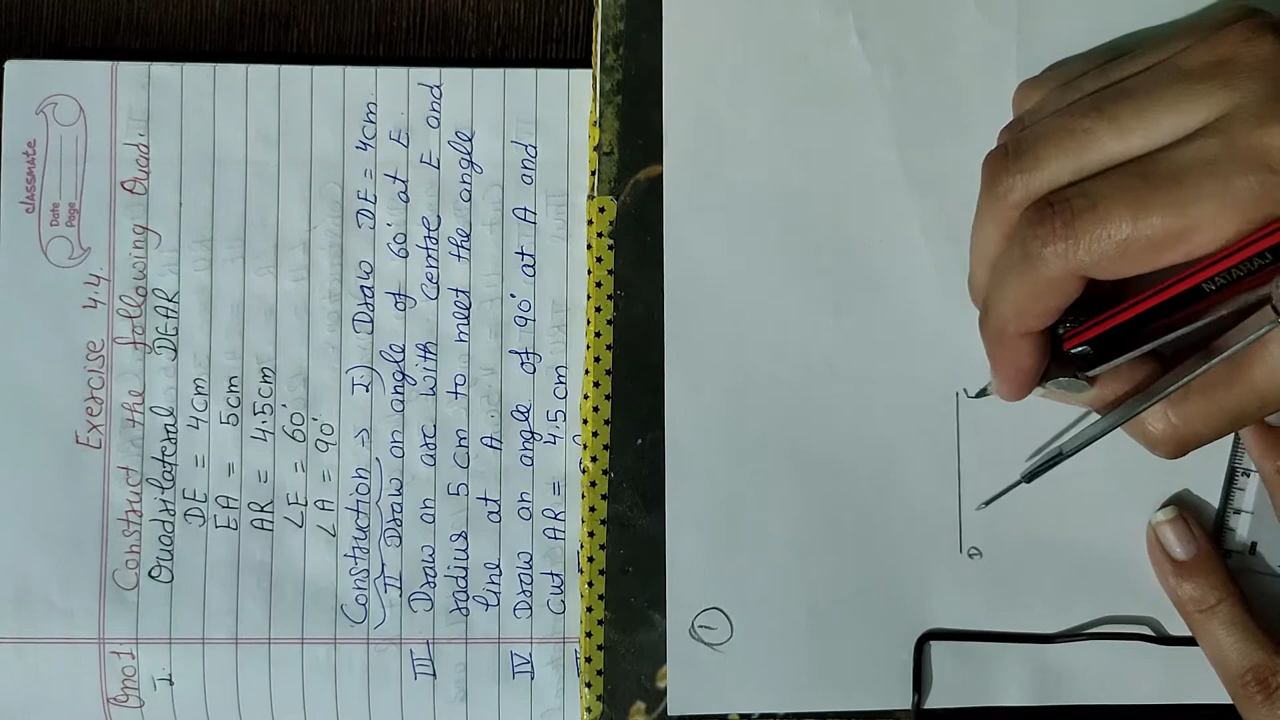 classmate
Date
Page
Exercise 4.4.
Qno1. Construct the following Quad.
I. Quadrilateral DEAR
DE = 4cm
EA = 5cm
AR = 4.5cm
∠E = 60°
∠A = 90°
Construction → I) Draw DE = 4cm.
II Draw an angle of 60° at E.
III Draw an arc with centre E and
radius 5 cm to meet the angle
line at A.
IV Draw an angle of 90° at A and
cut AR = 4.5 cm
1
D
NATARAJ